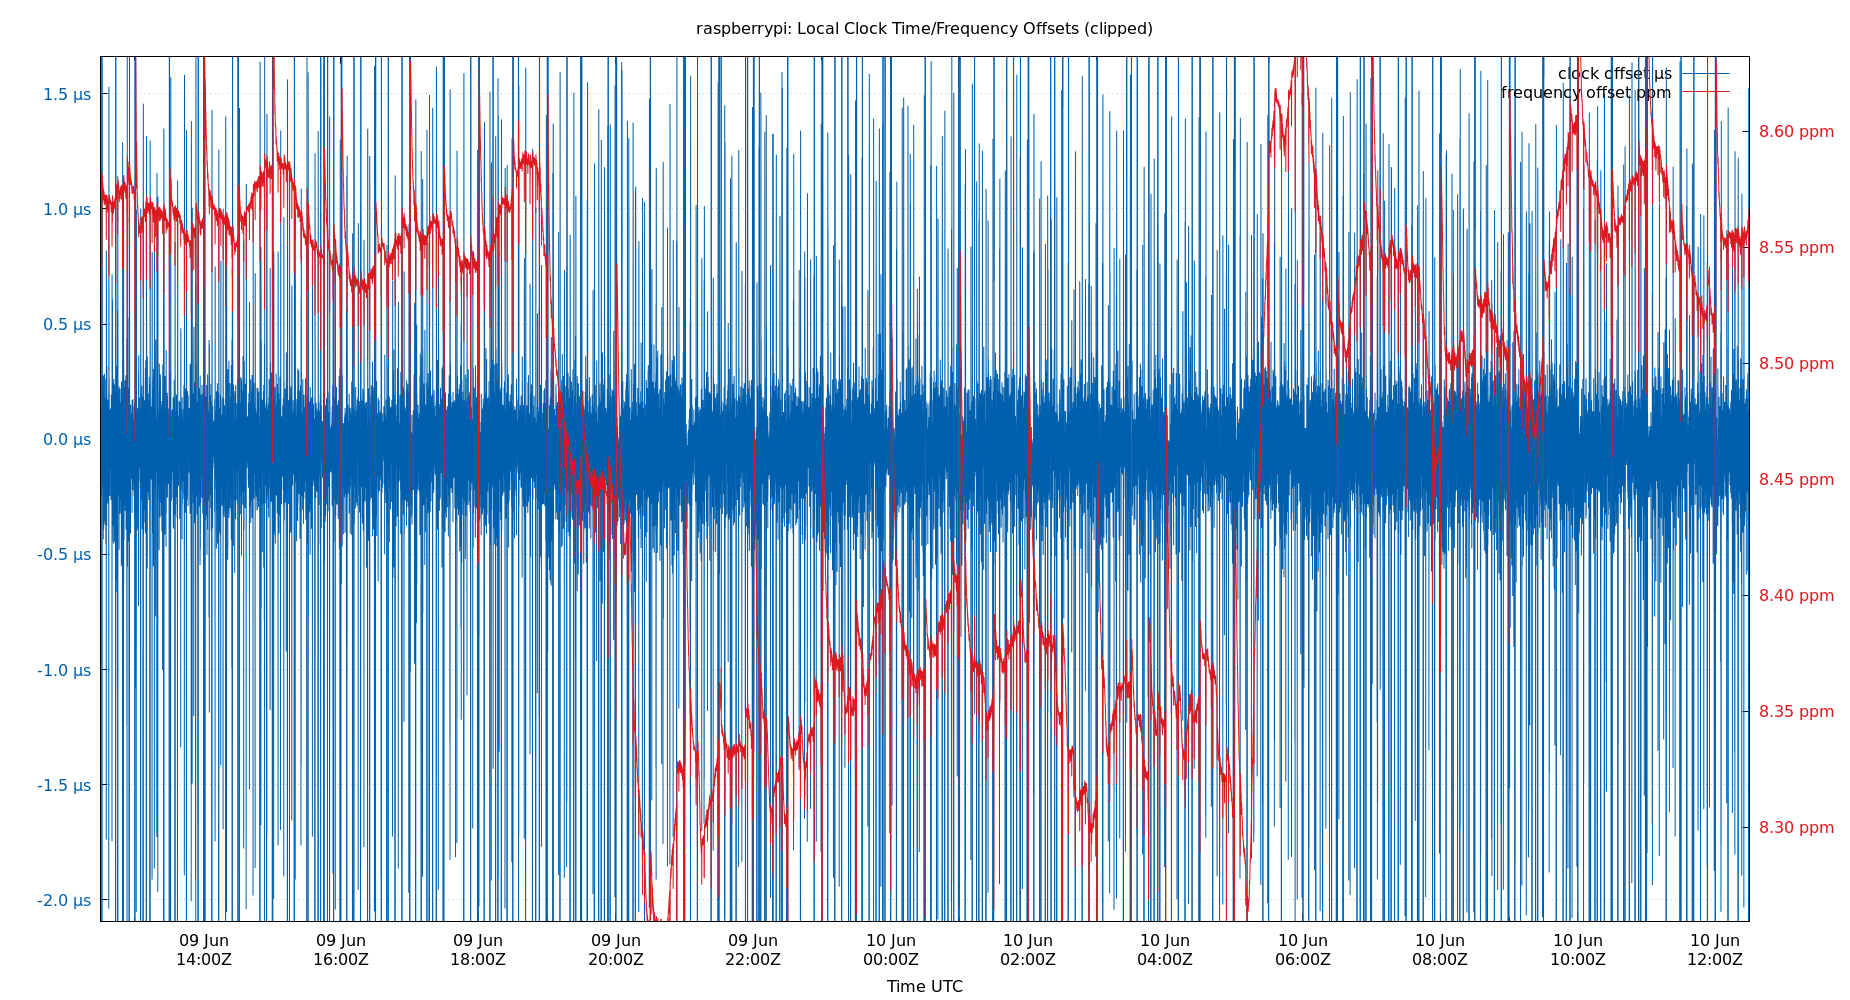 raspberrypi: Local Clock Time/Frequency Offsets (clipped)
clock offset µs
frequency offset ppm
1.5 µs
1.0 µs
0.5 µs
0.0 µs
-0.5 µs
-1.0 µs
-1.5 µs
-2.0 µs
8.60 ppm
8.55 ppm
8.50 ppm
8.45 ppm
8.40 ppm
8.35 ppm
8.30 ppm
09 Jun 09 Jun 09 Jun 09 Jun 09 Jun 10 Jun 10 Jun 10 Jun 10 Jun 10 Jun 10 Jun 10 Jun
14:00Z 16:00Z 18:00Z 20:00Z 22:00Z 00:00Z 02:00Z 04:00Z 06:00Z 08:00Z 10:00Z 12:00Z
Time UTC